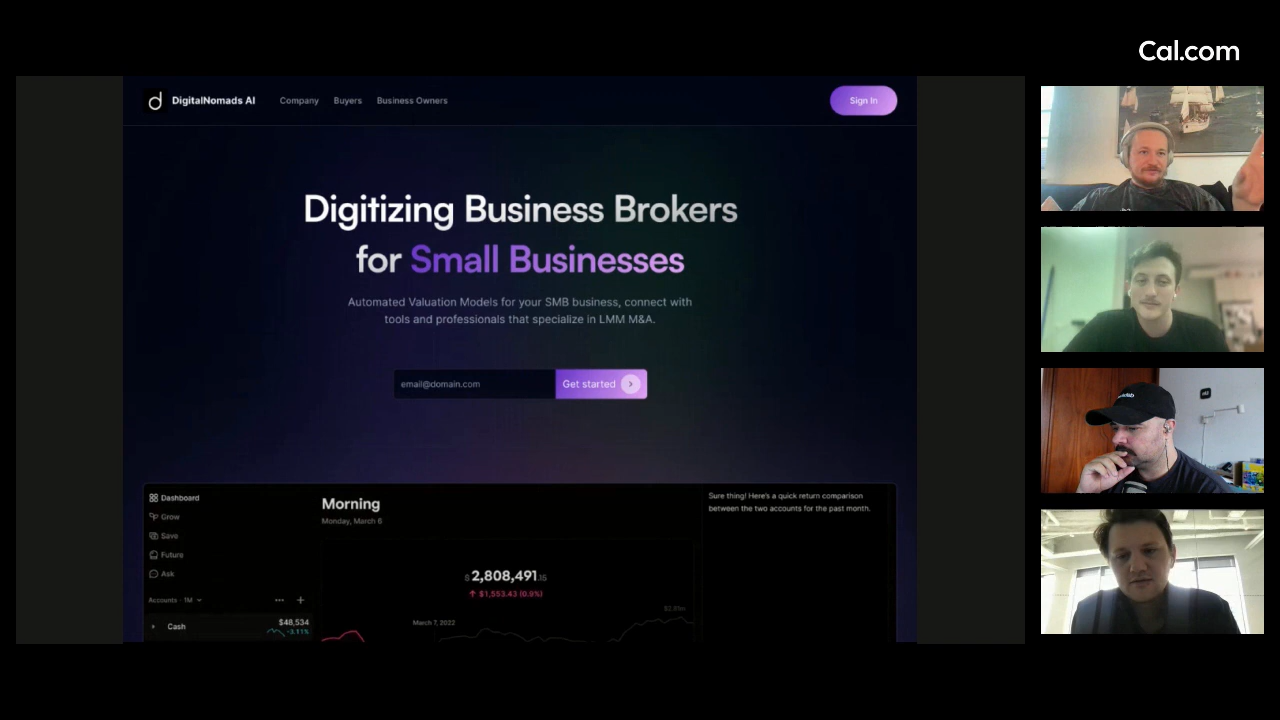 Cal.com
DigitalNomads AI
Company
Buyers
Business Owners
Sign In
Digitizing Business Brokers
for Small Businesses
Automated Valuation Models for your SMB business, connect with
tools and professionals that specialize in LMM M&A.
email@domain.com
Get started
Dashboard
Grow
Save
Future
Ask
Accounts · 1M
Cash
$48,534
-3.11%
Morning
Monday, March 6
$2,808,491.15
$1,553.43 (0.9%)
$2.81m
March 7, 2022
Sure thing! Here's a quick return comparison
between the two accounts for the past month.